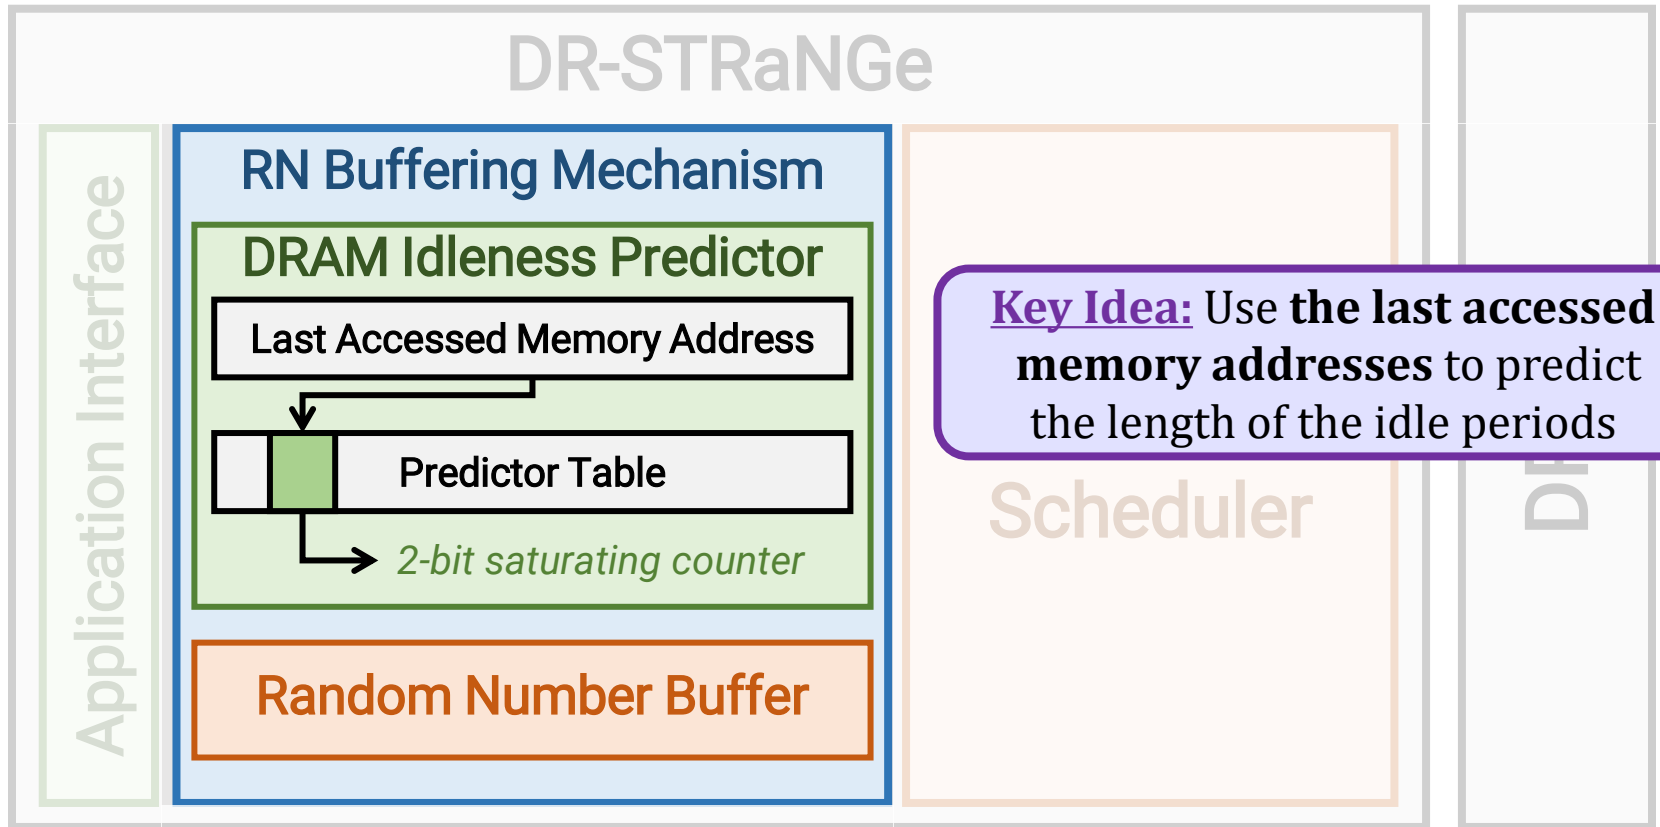 DR-STRaNGe
Application Interface
RN Buffering Mechanism
DRAM Idleness Predictor
Last Accessed Memory Address
Predictor Table
2-bit saturating counter
Random Number Buffer
Scheduler
Key Idea: Use the last accessed
memory addresses to predict
the length of the idle periods